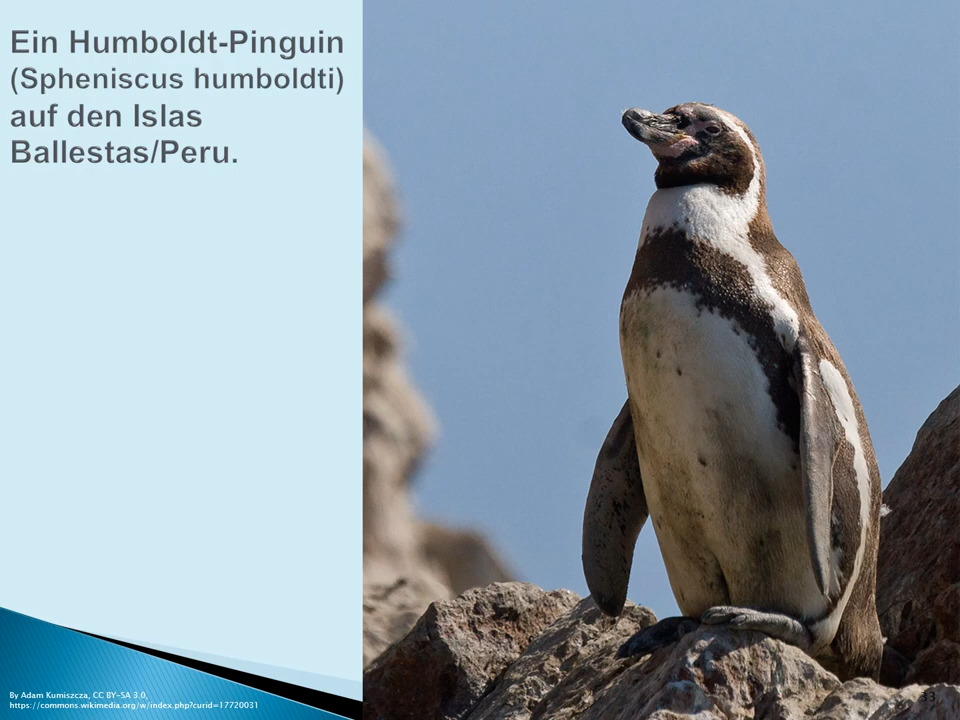 Ein Humboldt-Pinguin
(Spheniscus humboldti)
auf den Islas
Ballestas/Peru.
By Adam Kumiszcza, CC BY-SA 3.0,
https://commons.wikimedia.org/w/index.php?curid=17720031
33